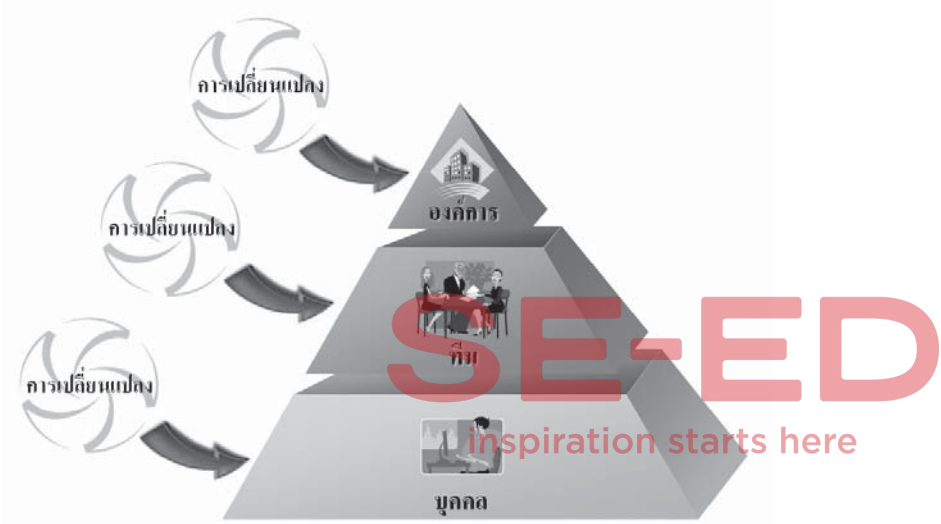 การเปลี่ยนแปลง
องค์การ
การเปลี่ยนแปลง
ทีม
การเปลี่ยนแปลง
บุคคล
SE-ED
inspiration starts here